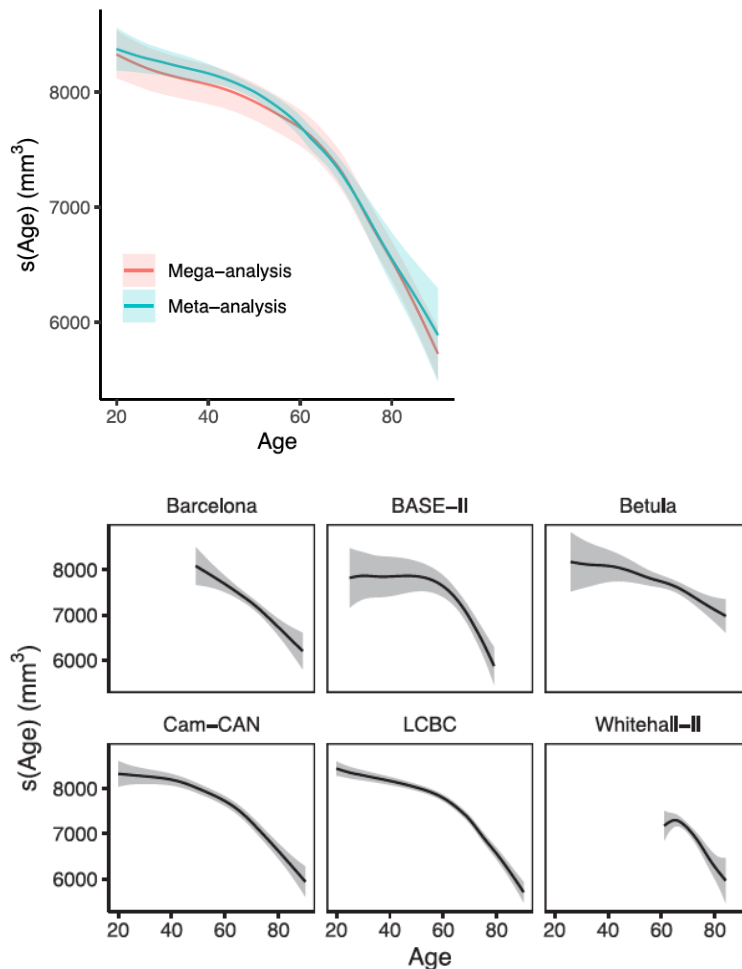 s(Age) (mm³)
8000
7000
6000
Mega−analysis
Meta−analysis
20 40 60 80
Age
Barcelona BASE−II Betula
8000
7000
6000
s(Age) (mm³)
Cam−CAN LCBC Whitehall−II
8000
7000
6000
20 40 60 80 20 40 60 80 20 40 60 80
Age